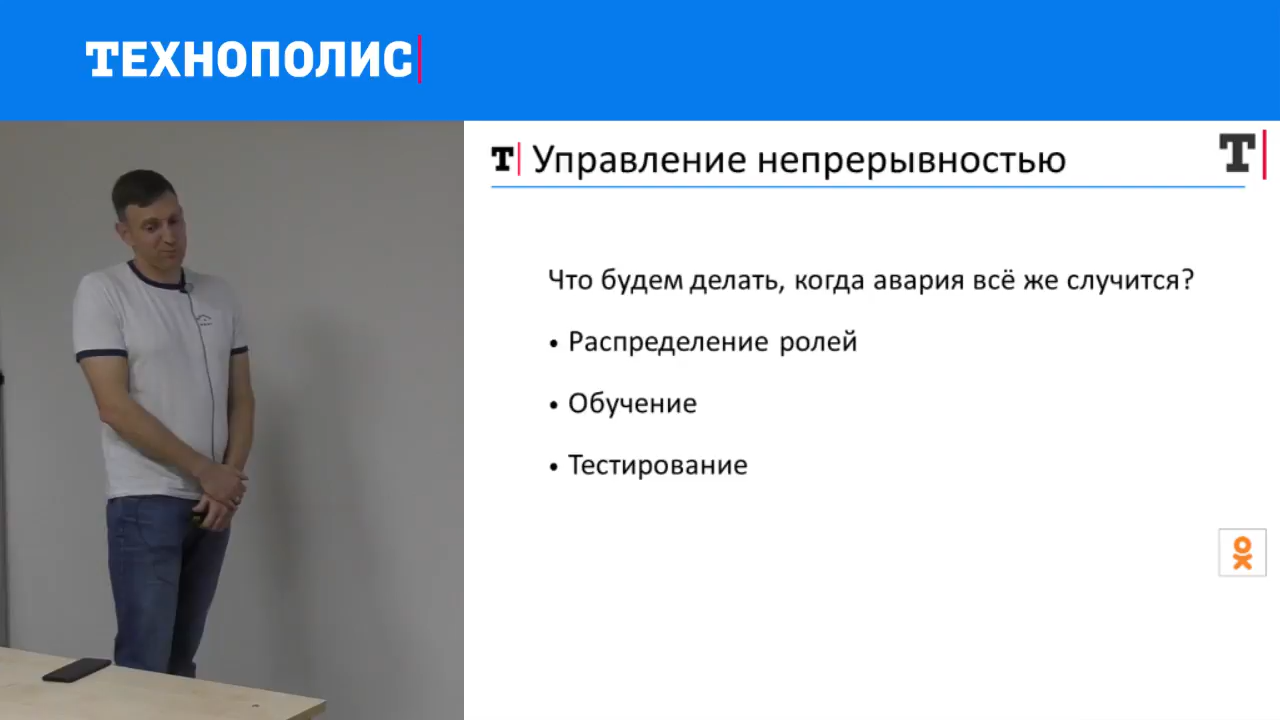 ТЕХНОПОЛИС
Т Управление непрерывностью
Т
Что будем делать, когда авария всё же случится?
• Распределение ролей
• Обучение
• Тестирование